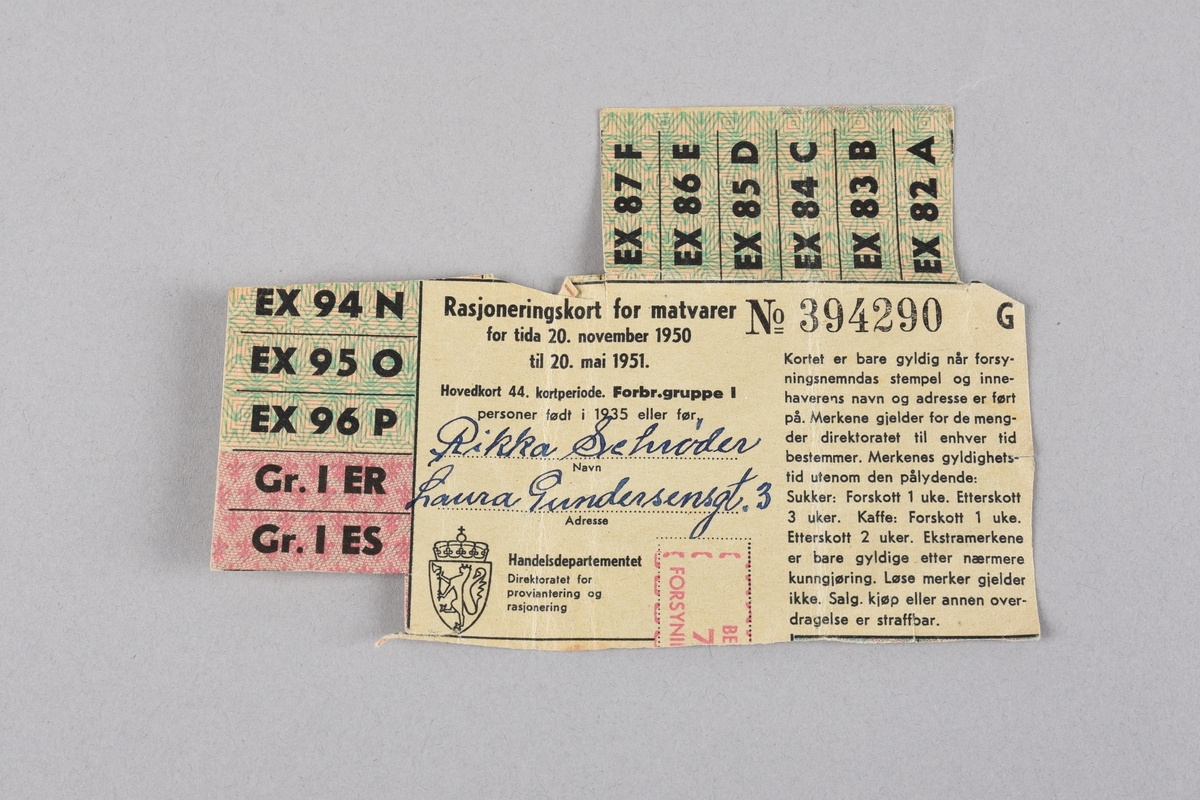 EX 87 F
EX 86 E
EX 85 D
EX 84 C
EX 83 B
EX 82 A
EX 94 N
EX 95 O
EX 96 P
Gr. I ER
Gr. I ES
Rasjoneringskort for matvarer
for tida 20. november 1950
til 20. mai 1951.
Hovedkort 44. kortperiode. Forbr.gruppe I
personer født i 1935 eller før.
Rikka Schrøder
Navn
Laura Gundersensgt. 3
Adresse
Handelsdepartementet
Direktoratet for
proviantering og
rasjonering
BE
7
FORSYNI
No 394290 G
Kortet er bare gyldig når forsy-
ningsnemndas stempel og inne-
haverens navn og adresse er ført
på. Merkene gjelder for de meng-
der direktoratet til enhver tid
bestemmer. Merkenes gyldighets-
tid utenom den pålydende:
Sukker: Forskott 1 uke. Etterskott
3 uker. Kaffe: Forskott 1 uke.
Etterskott 2 uker. Ekstramerkene
er bare gyldige etter nærmere
kunngjøring. Løse merker gjelder
ikke. Salg. kjøp eller annen over-
dragelse er straffbar.